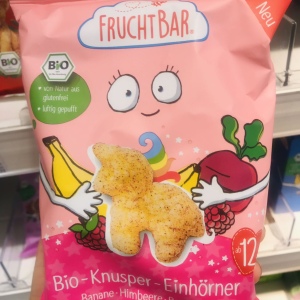 FRUCHTBAR®
Neu
BiO
• von Natur aus
glutenfrei
• luftig gepufft
12
Bio-Knusper-Einhörner
Banane·Himbeere·